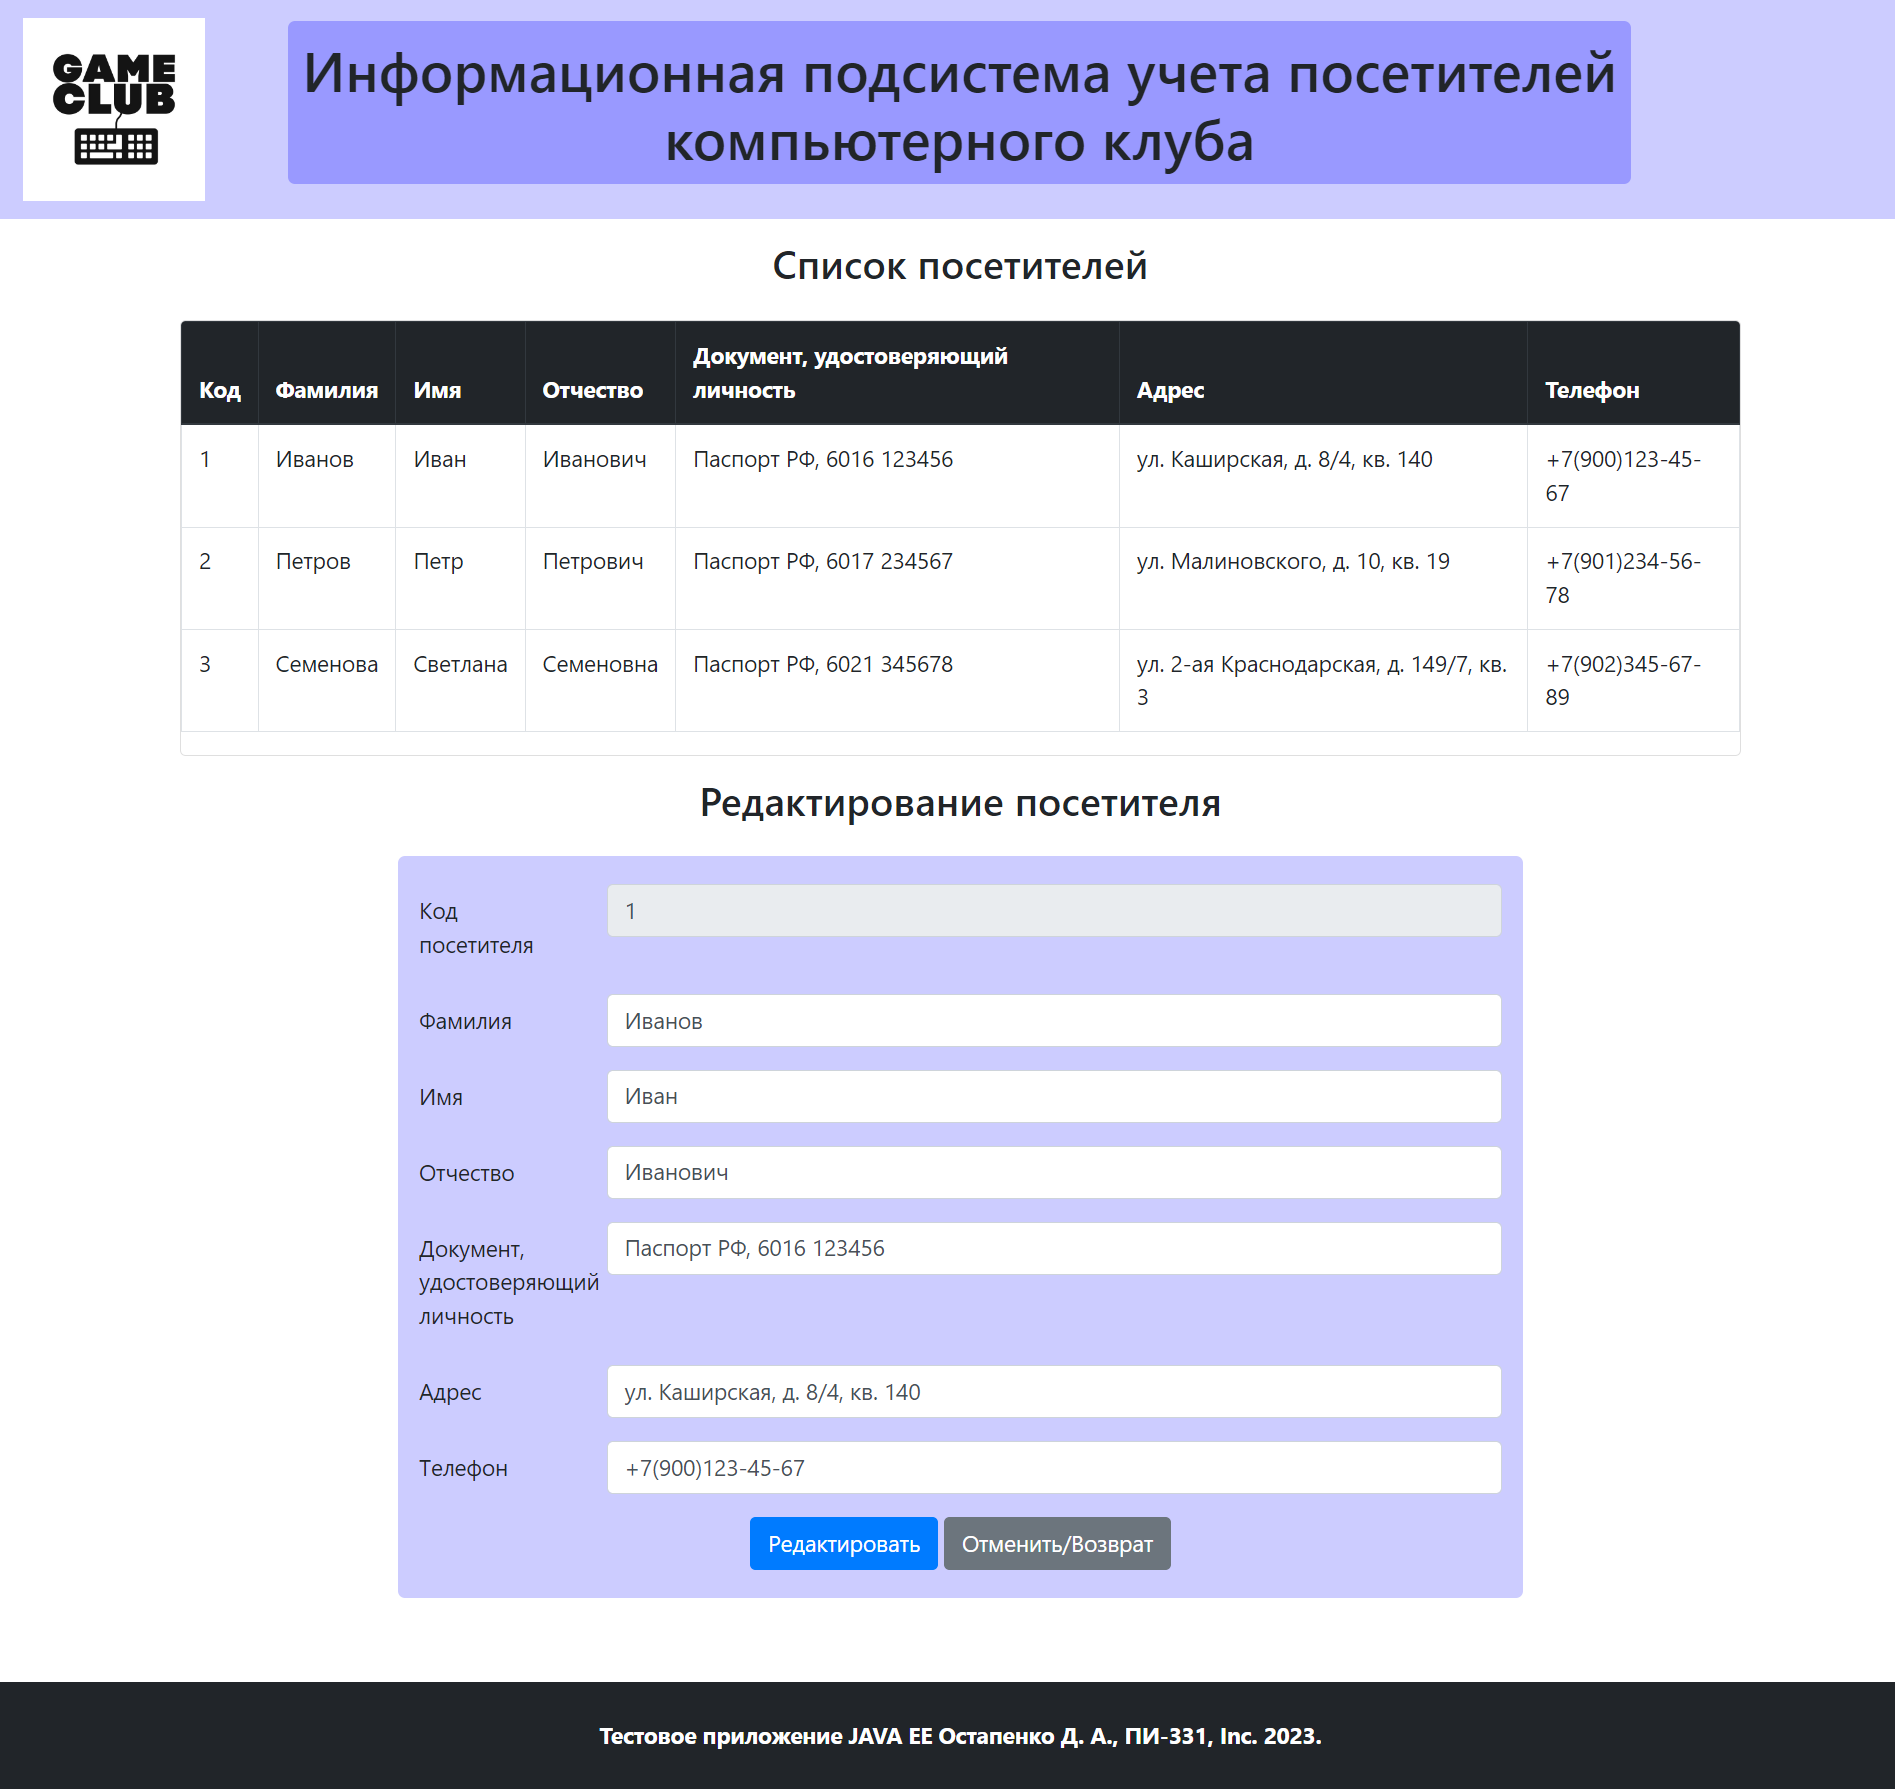 GAME
CLUB
Информационная подсистема учета посетителей
компьютерного клуба
Список посетителей
Код Фамилия Имя Отчество Документ, удостоверяющий личность Адрес Телефон
1 Иванов Иван Иванович Паспорт РФ, 6016 123456 ул. Каширская, д. 8/4, кв. 140 +7(900)123-45-67
2 Петров Петр Петрович Паспорт РФ, 6017 234567 ул. Малиновского, д. 10, кв. 19 +7(901)234-56-78
3 Семенова Светлана Семеновна Паспорт РФ, 6021 345678 ул. 2-ая Краснодарская, д. 149/7, кв. 3 +7(902)345-67-89
Редактирование посетителя
Код посетителя 1
Фамилия Иванов
Имя Иван
Отчество Иванович
Документ, удостоверяющий личность Паспорт РФ, 6016 123456
Адрес ул. Каширская, д. 8/4, кв. 140
Телефон +7(900)123-45-67
Редактировать Отменить/Возврат
Тестовое приложение JAVA EE Остапенко Д. А., ПИ-331, Inc. 2023.